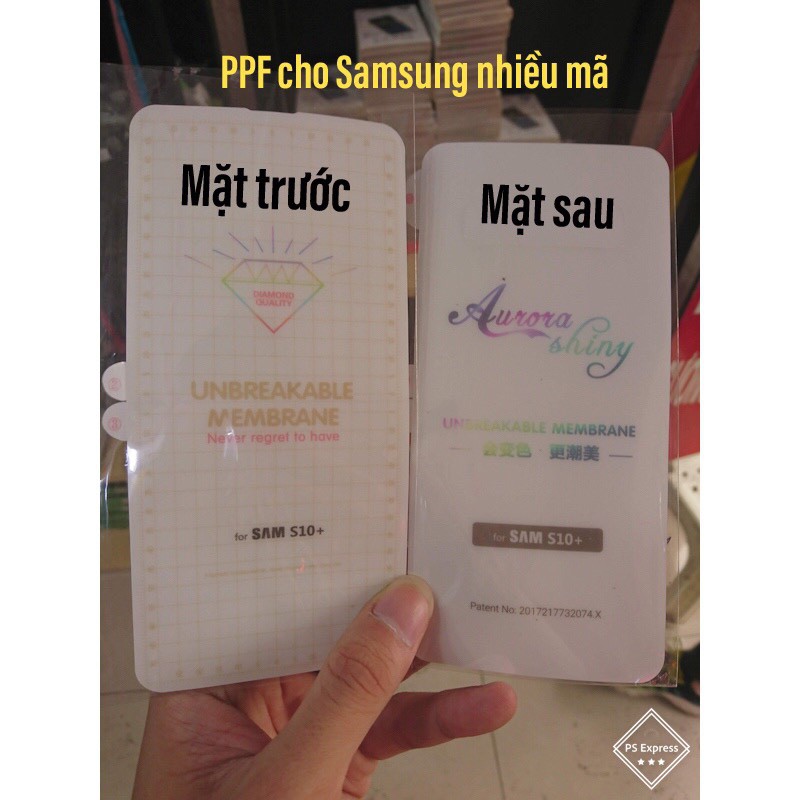 PPF cho Samsung nhiều mã
Mặt trước
DIAMOND
QUALITY
UNBREAKABLE
MEMBRANE
Never regret to have
for SAM S10+
Mặt sau
Aurora
shiny
UNBREAKABLE MEMBRANE
会变色·更潮美
for SAM S10+
Patent No: 2017217732074.X
PS Express